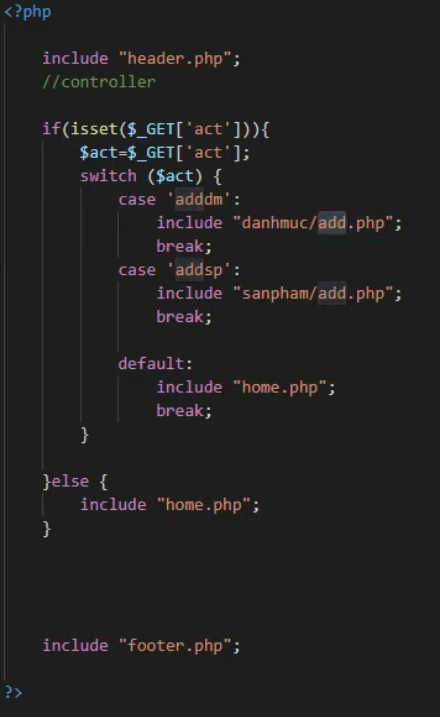 <?php
include "header.php";
//controller
if(isset($_GET['act'])){
$act=$_GET['act'];
switch ($act) {
case 'adddm':
include "danhmuc/add.php";
break;
case 'addsp':
include "sanpham/add.php";
break;
default:
include "home.php";
break;
}
}else {
include "home.php";
}
include "footer.php";
?>